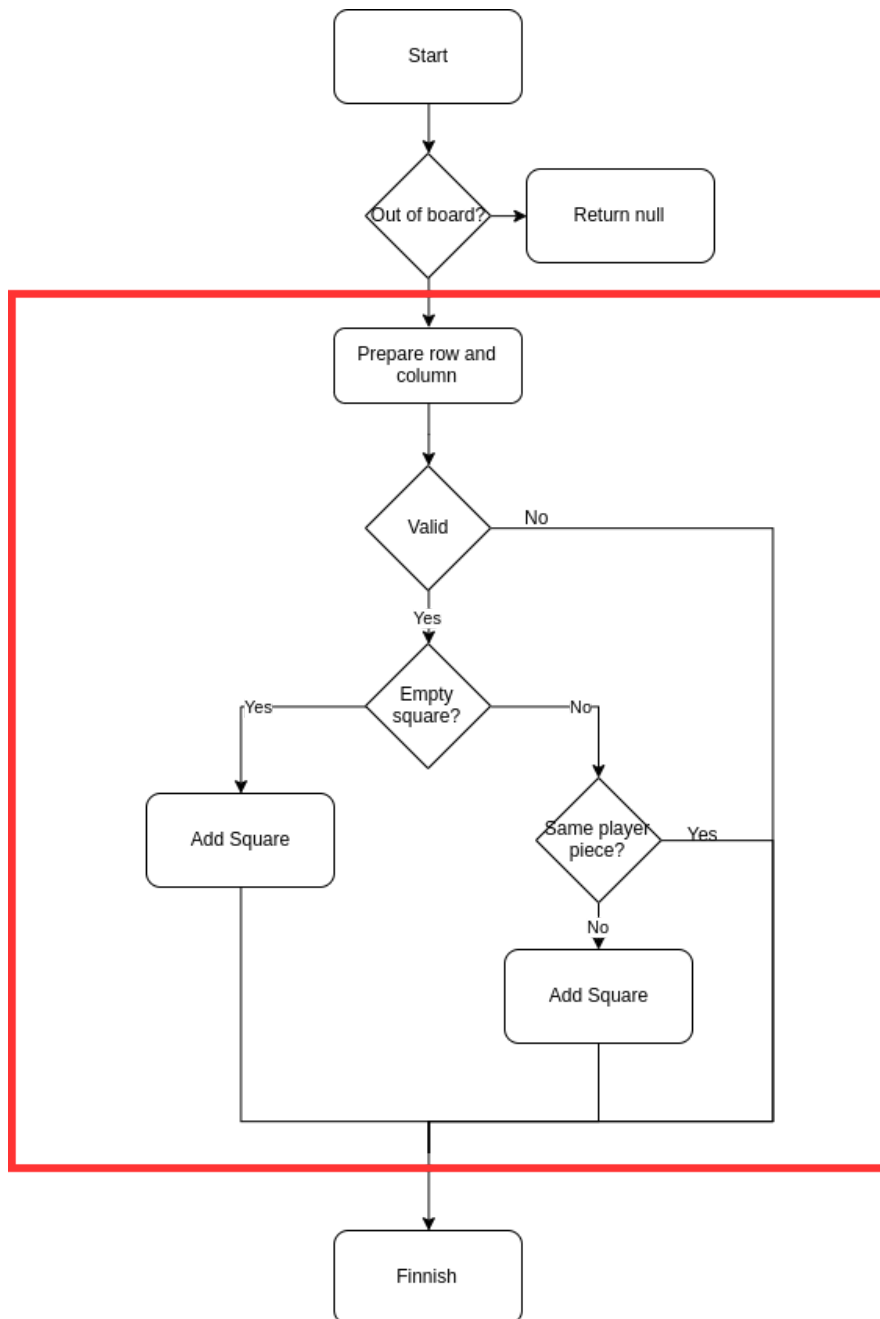 Start
Out of board?
Return null
Prepare row and
column
Valid
No
Yes
Empty
square?
Yes
No
Add Square
Same player
piece?
Yes
No
Add Square
Finnish